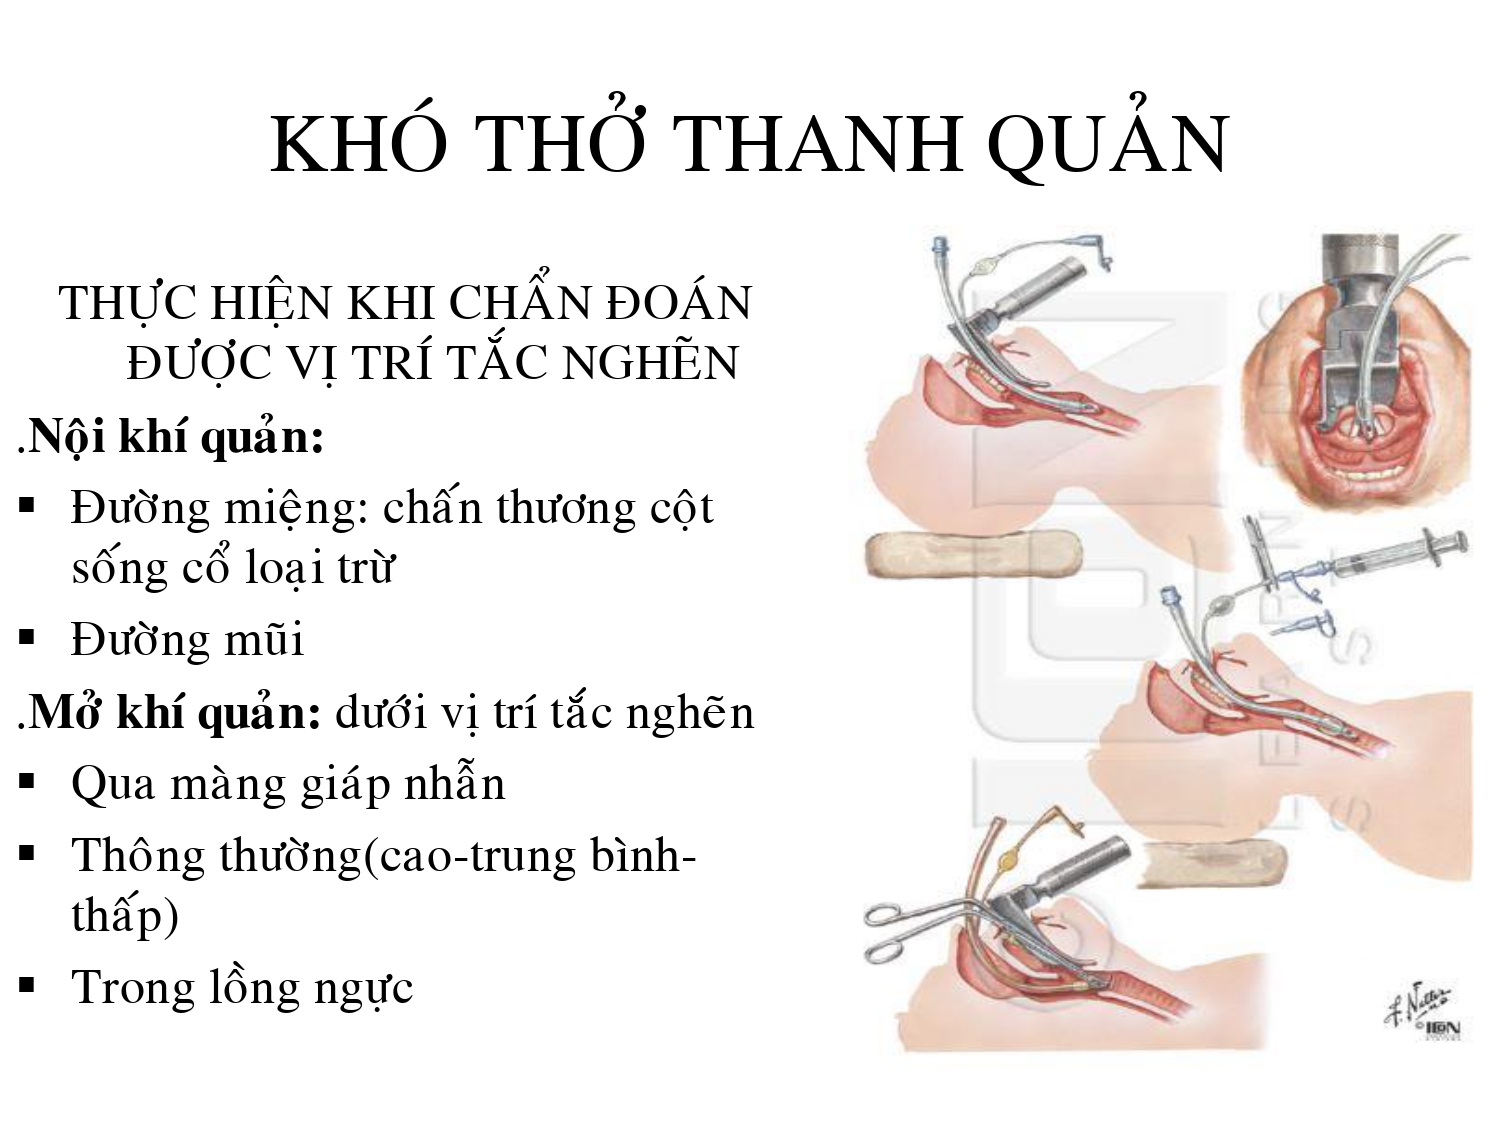 KHÓ THỞ THANH QUẢN
THỰC HIỆN KHI CHẨN ĐOÁN
ĐƯỢC VỊ TRÍ TẮC NGHẼN
.Nội khí quản:
▪ Đường miệng: chấn thương cột
sống cổ loại trừ
▪ Đường mũi
.Mở khí quản: dưới vị trí tắc nghẽn
▪ Qua màng giáp nhẫn
▪ Thông thường(cao-trung bình-
thấp)
▪ Trong lồng ngực
F. Netter
©ICON